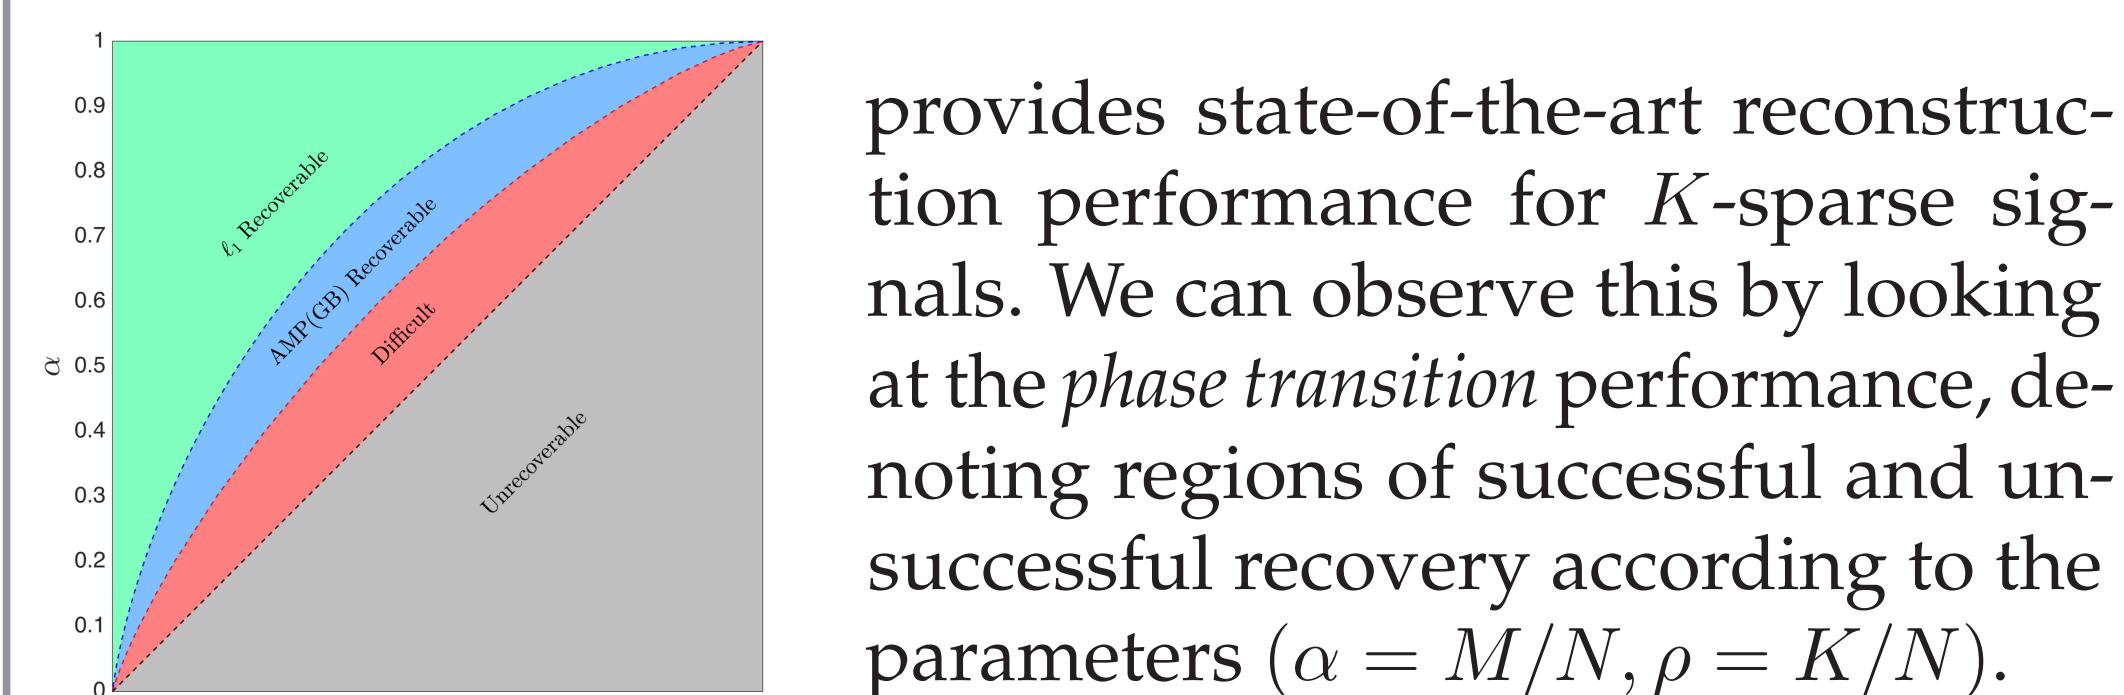 1
0.9
0.8
0.7
0.6
0.5
0.4
0.3
0.2
0.1
0
α
ℓ₁ Recoverable
AMP(GB) Recoverable
Difficult
Unrecoverable
provides state-of-the-art reconstruc-
tion performance for K-sparse sig-
nals. We can observe this by looking
at the phase transition performance, de-
noting regions of successful and un-
successful recovery according to the
parameters (α = M/N, ρ = K/N).